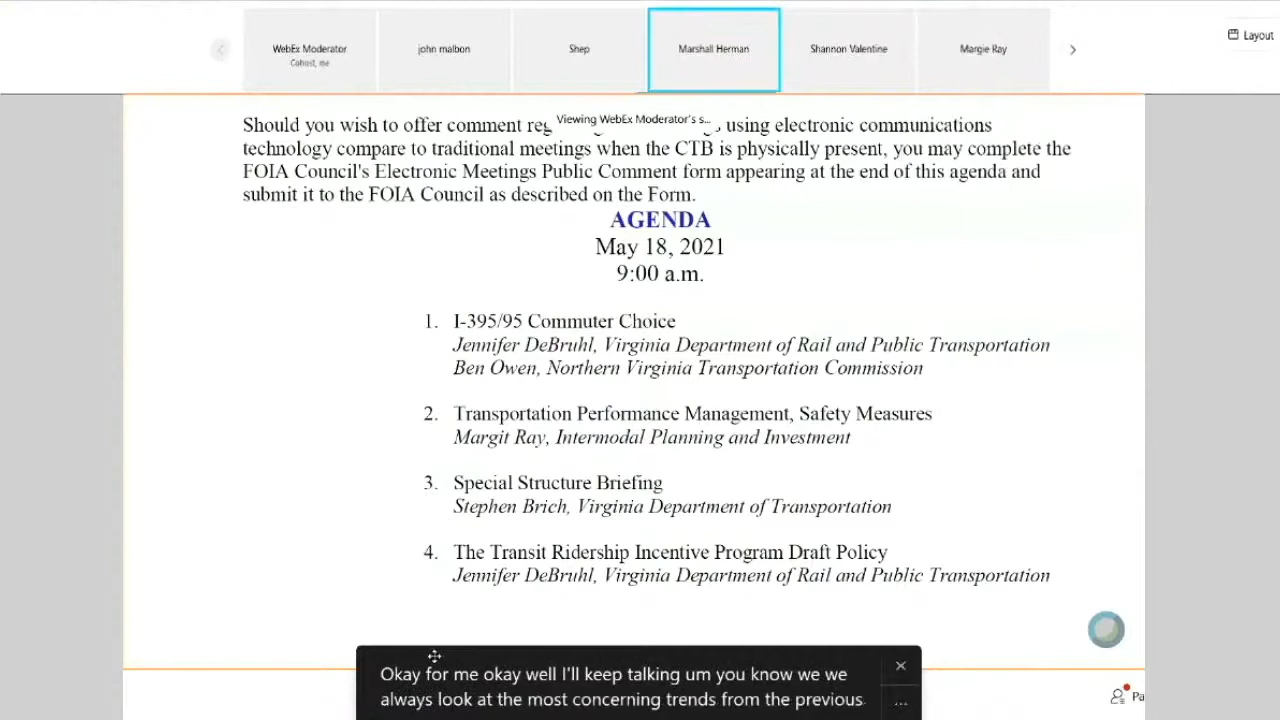 WebEx Moderator
Cohost, me
john malbon
Shep
Marshall Herman
Shannon Valentine
Margie Ray
Layout
Viewing WebEx Moderator's s...
Should you wish to offer comment using electronic communications
technology compare to traditional meetings when the CTB is physically present, you may complete the
FOIA Council's Electronic Meetings Public Comment form appearing at the end of this agenda and
submit it to the FOIA Council as described on the Form.
AGENDA
May 18, 2021
9:00 a.m.
1. I-395/95 Commuter Choice
Jennifer DeBruhl, Virginia Department of Rail and Public Transportation
Ben Owen, Northern Virginia Transportation Commission
2. Transportation Performance Management, Safety Measures
Margit Ray, Intermodal Planning and Investment
3. Special Structure Briefing
Stephen Brich, Virginia Department of Transportation
4. The Transit Ridership Incentive Program Draft Policy
Jennifer DeBruhl, Virginia Department of Rail and Public Transportation
Okay for me okay well I'll keep talking um you know we we
always look at the most concerning trends from the previous
Pa